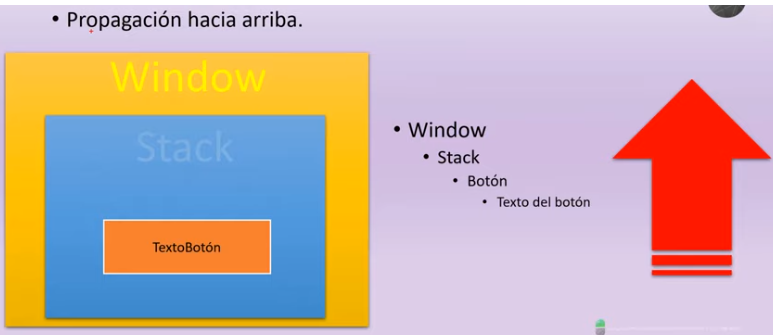 • Propagación hacia arriba.
Window
Stack
TextoBotón
• Window
• Stack
• Botón
• Texto del botón